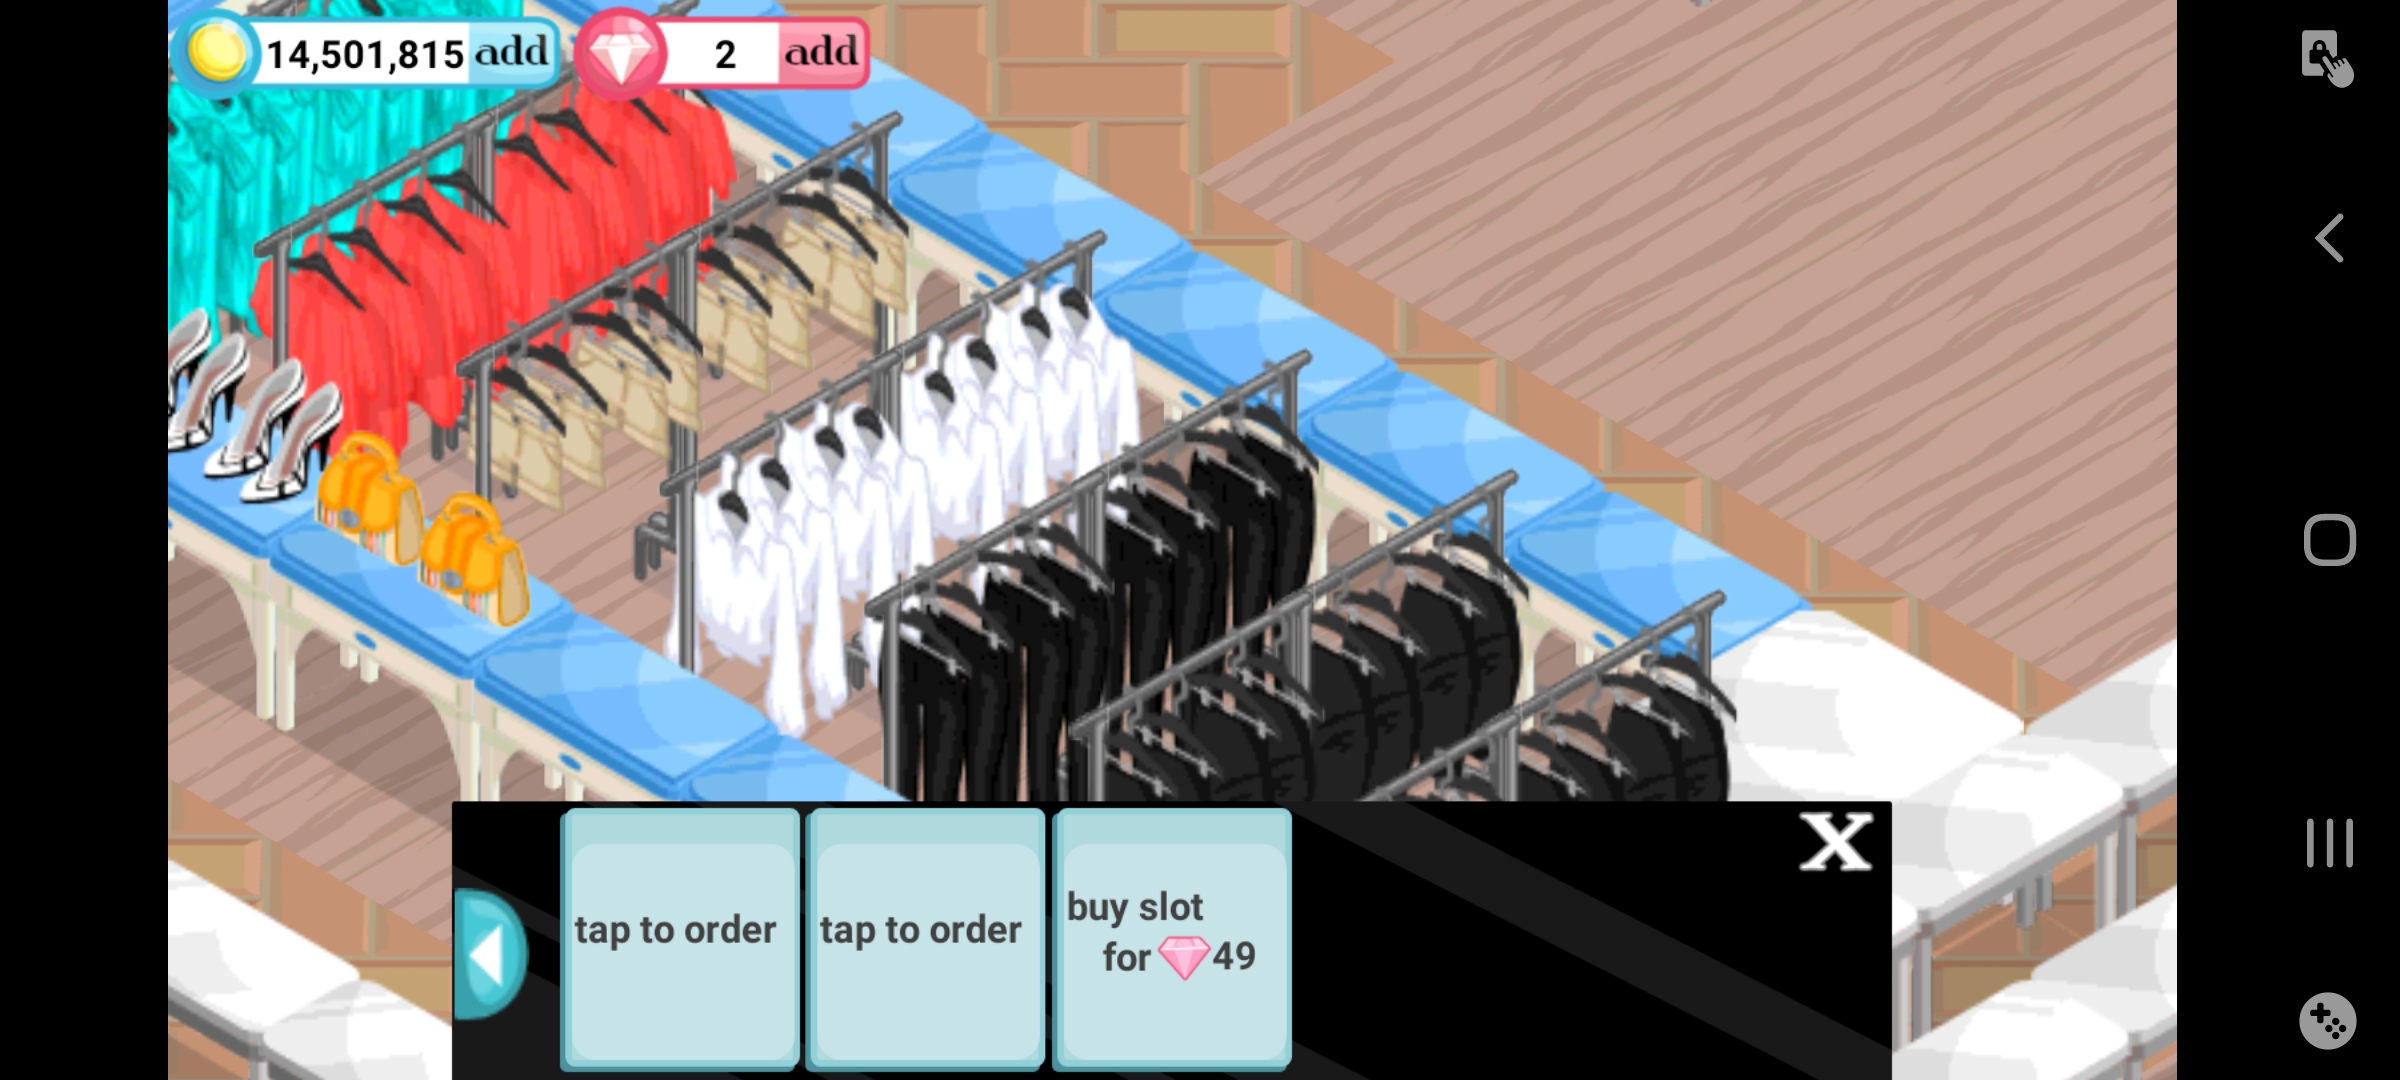 14,501,815 add
2 add
tap to order
tap to order
buy slot
for 49
X